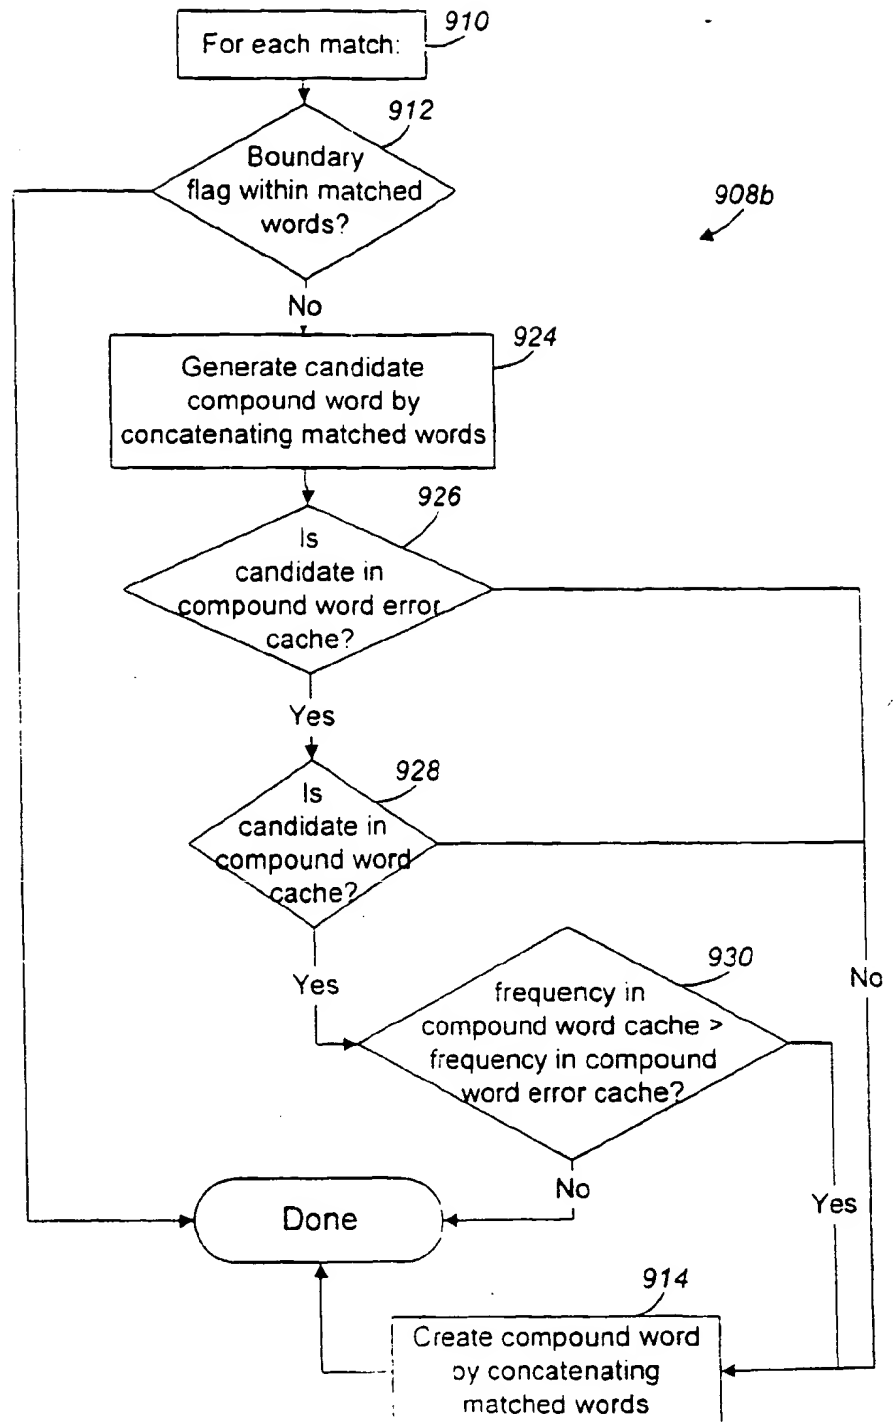 910
For each match:
912
Boundary
flag within matched
words?
908b
No
924
Generate candidate
compound word by
concatenating matched words
926
Is
candidate in
compound word error
cache?
Yes
928
Is
candidate in
compound word
cache?
Yes
930
No
frequency in
compound word cache >
frequency in compound
word error cache?
No
Yes
Done
914
Create compound word
by concatenating
matched words